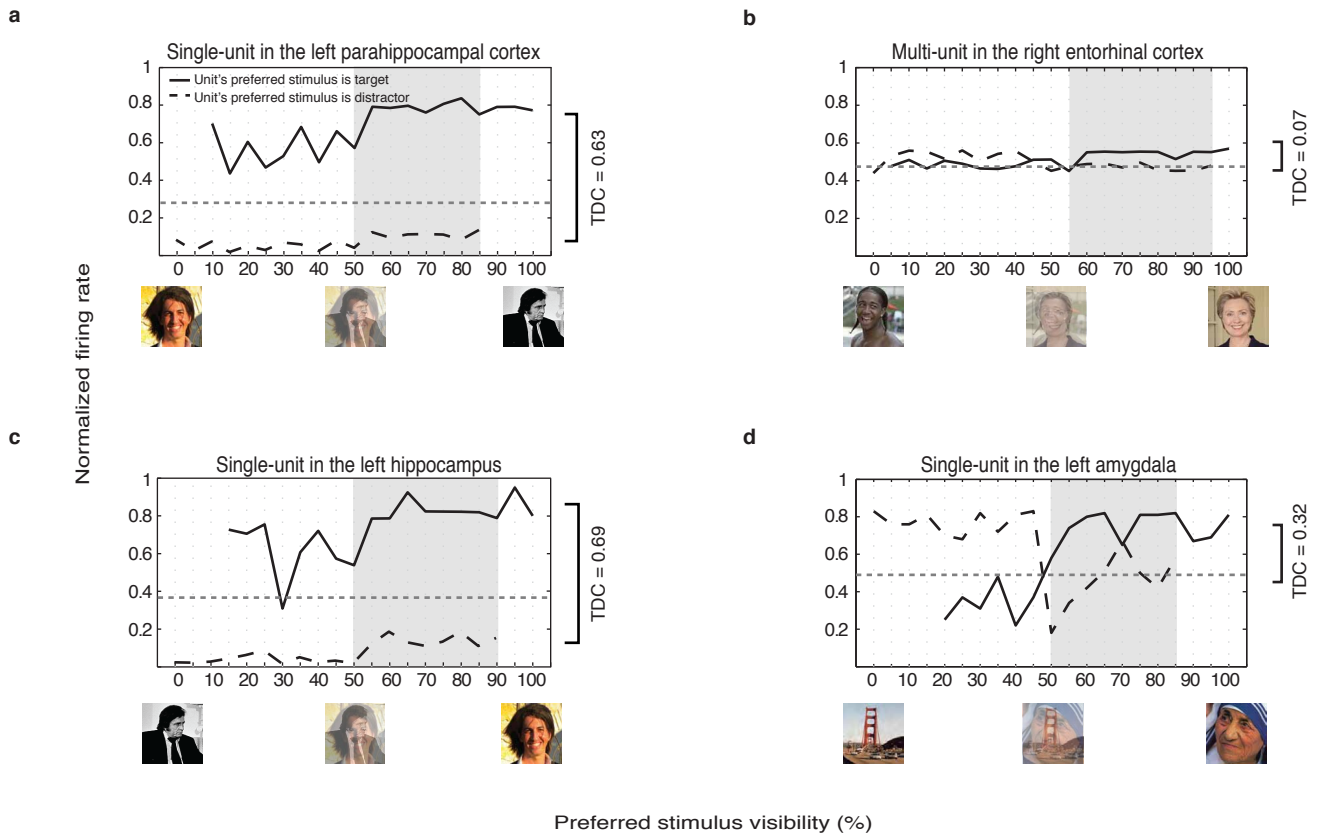 a
Single-unit in the left parahippocampal cortex
1
0.8
0.6
0.4
0.2
Unit's preferred stimulus is target
Unit's preferred stimulus is distractor
TDC = 0.63
0 10 20 30 40 50 60 70 80 90 100
b
Multi-unit in the right entorhinal cortex
1
0.8
0.6
0.4
0.2
TDC = 0.07
0 10 20 30 40 50 60 70 80 90 100
Normalized firing rate
c
Single-unit in the left hippocampus
1
0.8
0.6
0.4
0.2
TDC = 0.69
0 10 20 30 40 50 60 70 80 90 100
d
Single-unit in the left amygdala
1
0.8
0.6
0.4
0.2
TDC = 0.32
0 10 20 30 40 50 60 70 80 90 100
Preferred stimulus visibility (%)